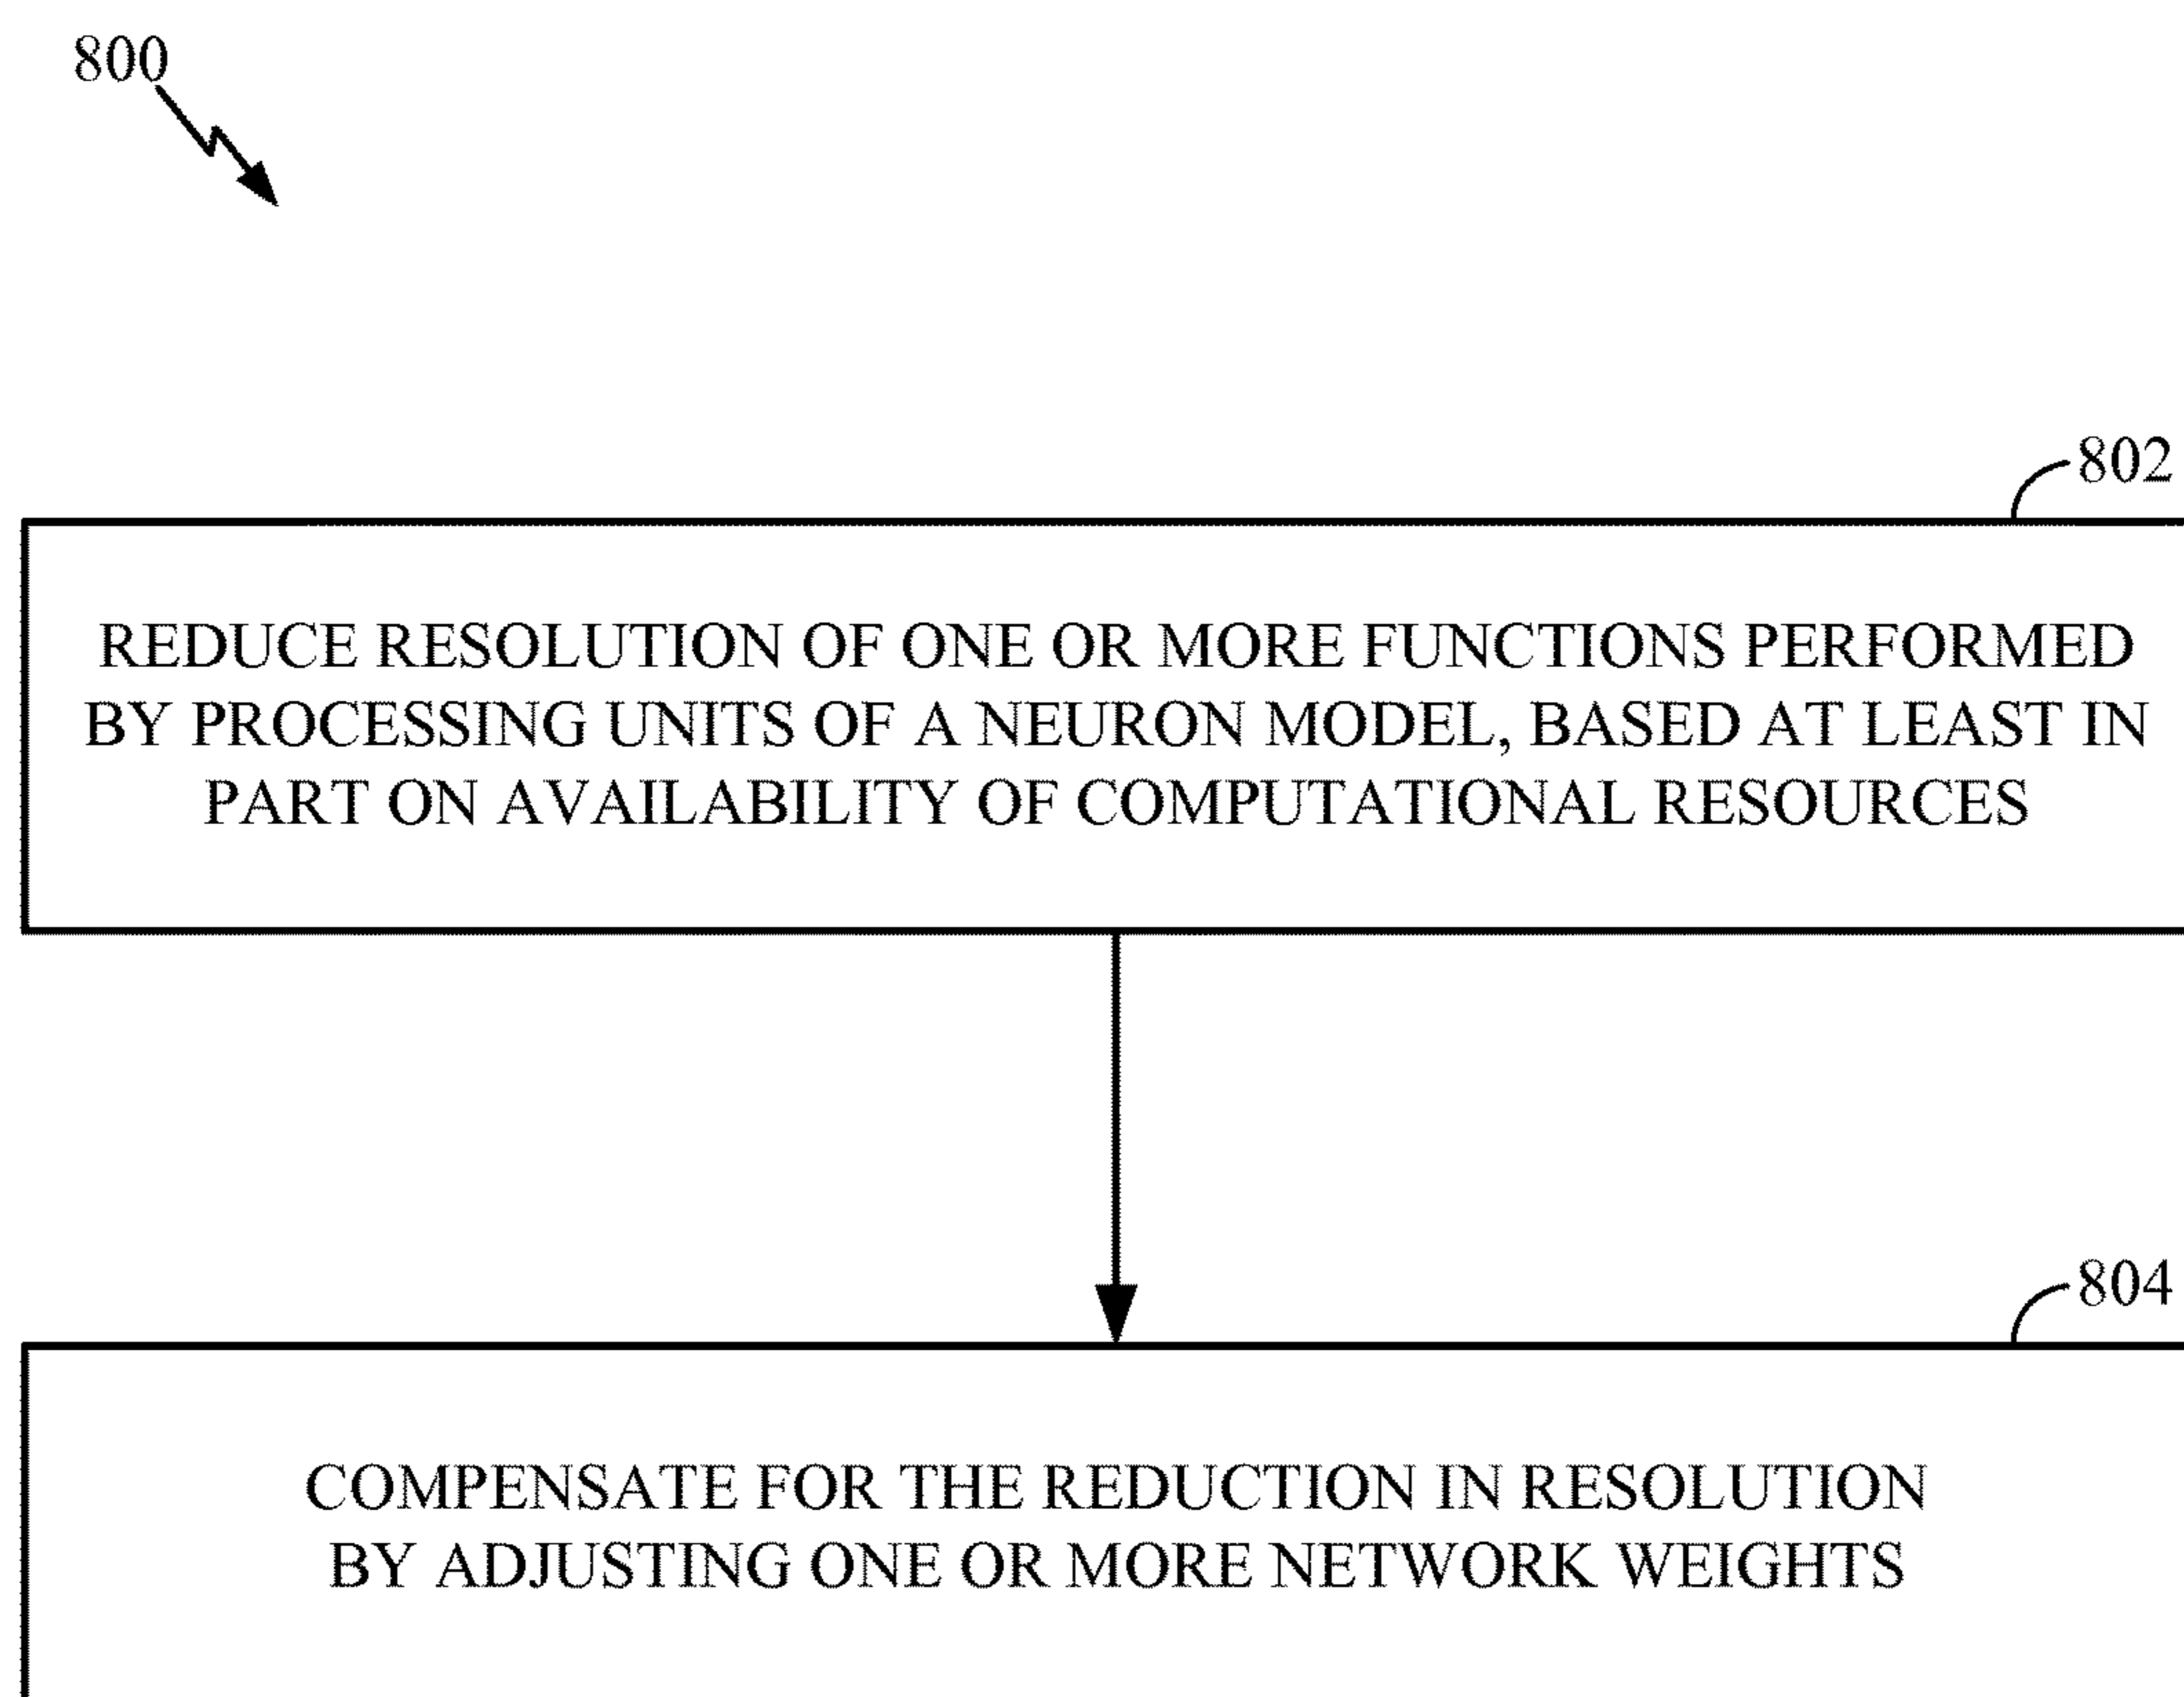 800
802
REDUCE RESOLUTION OF ONE OR MORE FUNCTIONS PERFORMED
BY PROCESSING UNITS OF A NEURON MODEL, BASED AT LEAST IN
PART ON AVAILABILITY OF COMPUTATIONAL RESOURCES
804
COMPENSATE FOR THE REDUCTION IN RESOLUTION
BY ADJUSTING ONE OR MORE NETWORK WEIGHTS